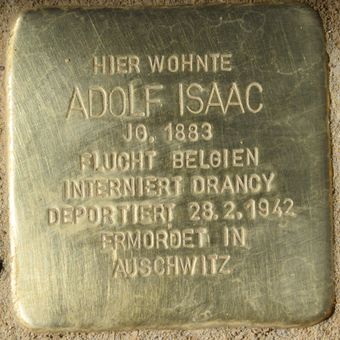 HIER WOHNTE
ADOLF ISAAC
JG. 1883
FLUCHT BELGIEN
INTERNIERT DRANCY
DEPORTIERT 28.2.1942
ERMORDET IN
AUSCHWITZ